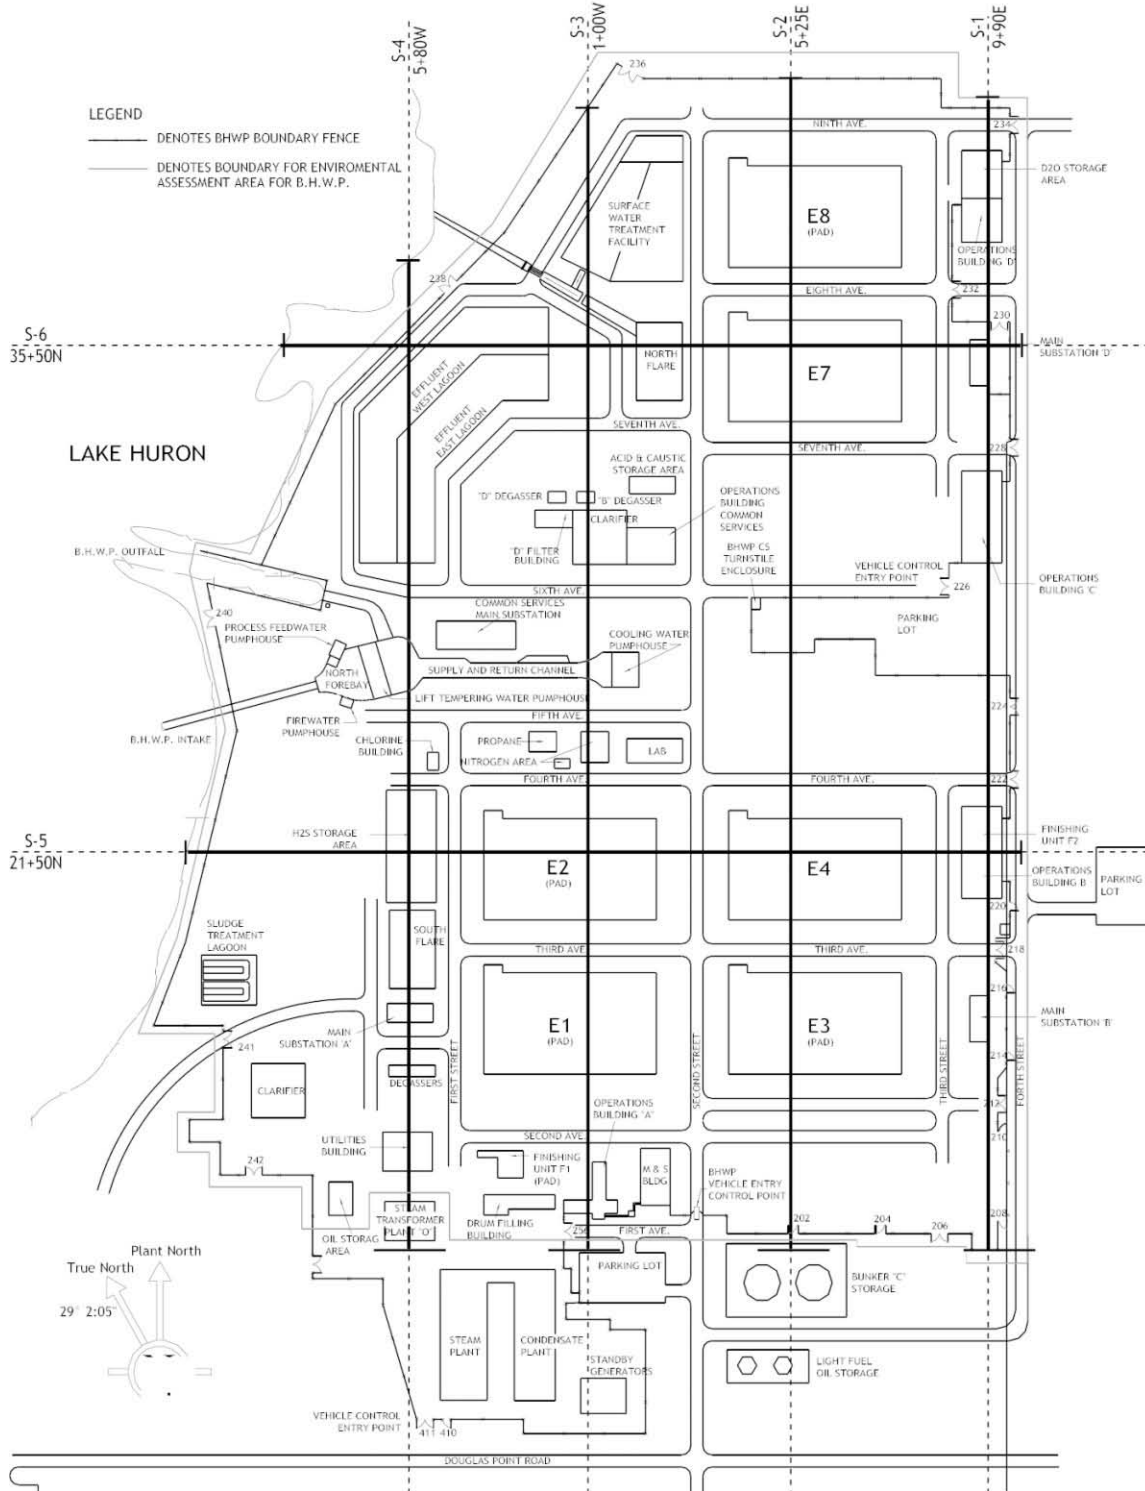 S-4
5+80W
S-3
1+00W
S-2
5+25E
S-1
9+90E
236
LEGEND
DENOTES BHWP BOUNDARY FENCE
DENOTES BOUNDARY FOR ENVIROMENTAL
ASSESSMENT AREA FOR B.H.W.P.
NINTH AVE.
234
D2O STORAGE
AREA
SURFACE
WATER
TREATMENT
FACILITY
E8
(PAD)
OPERATIONS
BUILDING 'D'
238
EIGHTH AVE.
232
230
S-6
35+50N
NORTH
FLARE
E7
MAIN
SUBSTATION 'D'
EFFLUENT
WEST LAGOON
EFFLUENT
EAST LAGOON
SEVENTH AVE.
SEVENTH AVE.
228
LAKE HURON
ACID & CAUSTIC
STORAGE AREA
"D" DEGASSER
"B" DEGASSER
CLARIFIER
OPERATIONS
BUILDING
COMMON
SERVICES
"D" FILTER
BUILDING
BHWP CS
TURNSTILE
ENCLOSURE
VEHICLE CONTROL
ENTRY POINT
226
OPERATIONS
BUILDING 'C'
B.H.W.P. OUTFALL
SIXTH AVE.
240
COMMON SERVICES
MAIN SUBSTATION
PARKING
LOT
PROCESS FEEDWATER
PUMPHOUSE
COOLING WATER
PUMPHOUSE
NORTH
FOREBAY
SUPPLY AND RETURN CHANNEL
LIFT TEMPERING WATER PUMPHOUSE
224
FIREWATER
PUMPHOUSE
FIFTH AVE.
B.H.W.P. INTAKE
CHLORINE
BUILDING
PROPANE
NITROGEN AREA
LAB
FOURTH AVE.
FOURTH AVE.
222
H2S STORAGE
AREA
FINISHING
UNIT F2
S-5
21+50N
E2
(PAD)
E4
OPERATIONS
BUILDING B
PARKING
LOT
220
SLUDGE
TREATMENT
LAGOON
SOUTH
FLARE
THIRD AVE.
THIRD AVE.
218
216
MAIN
SUBSTATION 'A'
E1
(PAD)
E3
(PAD)
MAIN
SUBSTATION 'B'
241
214
FIRST STREET
SECOND STREET
THIRD STREET
FORTH STREET
CLARIFIER
DEGASSERS
OPERATIONS
BUILDING "A"
212
210
UTILITIES
BUILDING
SECOND AVE.
242
FINISHING
UNIT F1
(PAD)
M & S
BLDG
BHWP
VEHICLE ENTRY
CONTROL POINT
STEAM
TRANSFORMER
PLANT 'O'
OIL STORAG
AREA
DRUM FILLING
BUILDING
256
FIRST AVE.
202
204
206
208
Plant North
True North
29° 2:05"
PARKING LOT
BUNKER "C"
STORAGE
STEAM
PLANT
CONDENSATE
PLANT
STANDBY
GENERATORS
LIGHT FUEL
OIL STORAGE
VEHICLE CONTROL
ENTRY POINT
411
410
DOUGLAS POINT ROAD